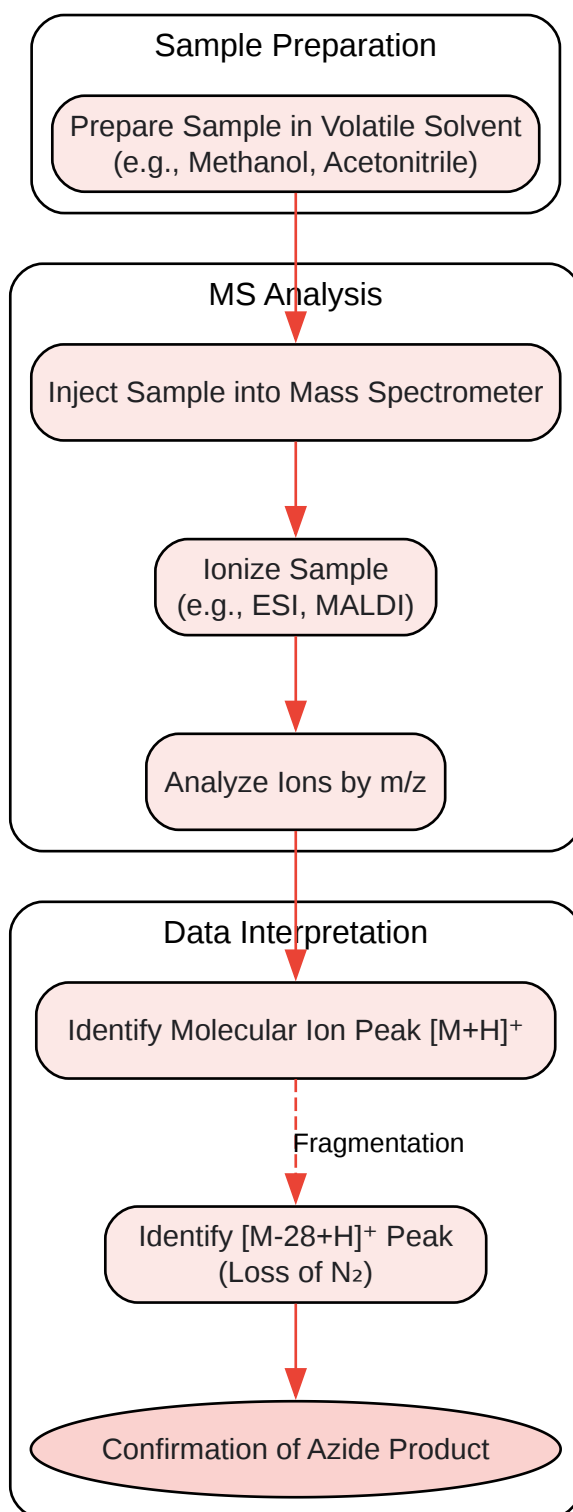 Sample Preparation
Prepare Sample in Volatile Solvent
(e.g., Methanol, Acetonitrile)
MS Analysis
Inject Sample into Mass Spectrometer
Ionize Sample
(e.g., ESI, MALDI)
Analyze Ions by m/z
Data Interpretation
Identify Molecular Ion Peak [M+H]⁺
Fragmentation
Identify [M-28+H]⁺ Peak
(Loss of N₂)
Confirmation of Azide Product